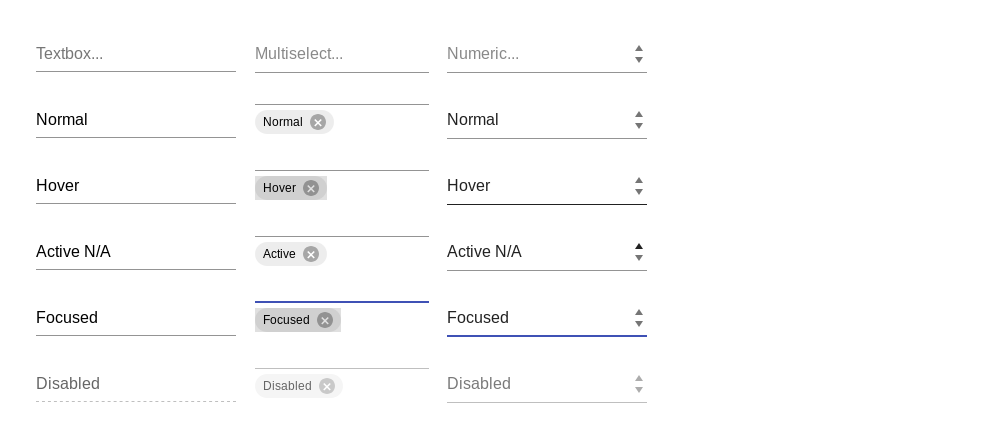 Textbox... Multiselect... Numeric...
Normal Normal Normal
Hover Hover Hover
Active N/A Active Active N/A
Focused Focused Focused
Disabled Disabled Disabled